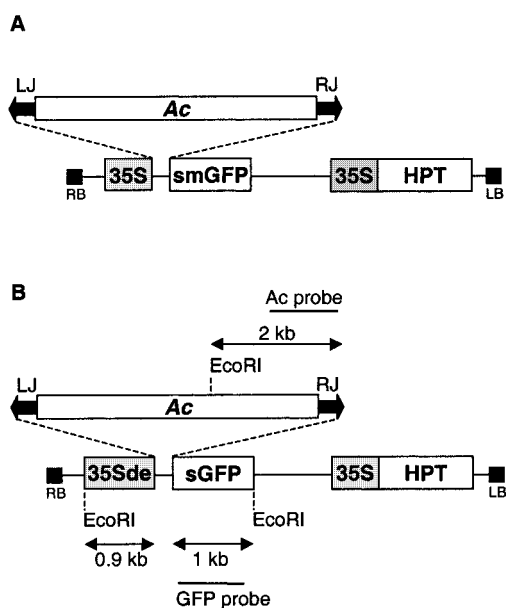 A
LJ RJ
Ac
35S smGFP 35S HPT
RB LB
B
Ac probe
2 kb
EcoRI
LJ RJ
Ac
35Sde sGFP 35S HPT
RB LB
EcoRI EcoRI
0.9 kb 1 kb
GFP probe